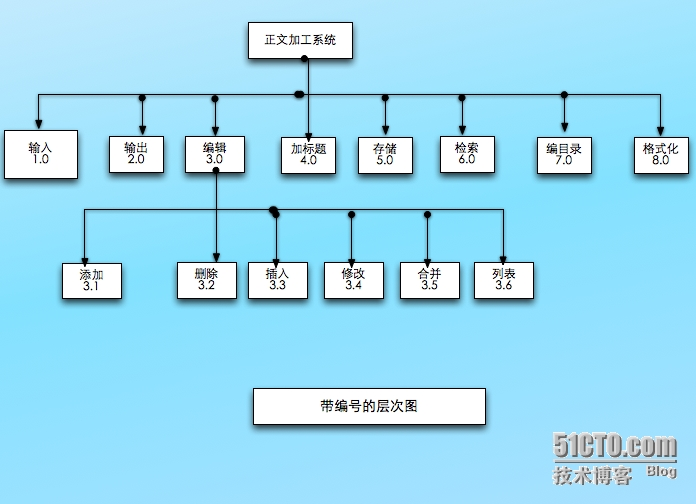 正文加工系统
输入
1.0
输出
2.0
编辑
3.0
加标题
4.0
存储
5.0
检索
6.0
编目录
7.0
格式化
8.0
添加
3.1
删除
3.2
插入
3.3
修改
3.4
合并
3.5
列表
3.6
带编号的层次图
51CTO.com
技术博客 Blog